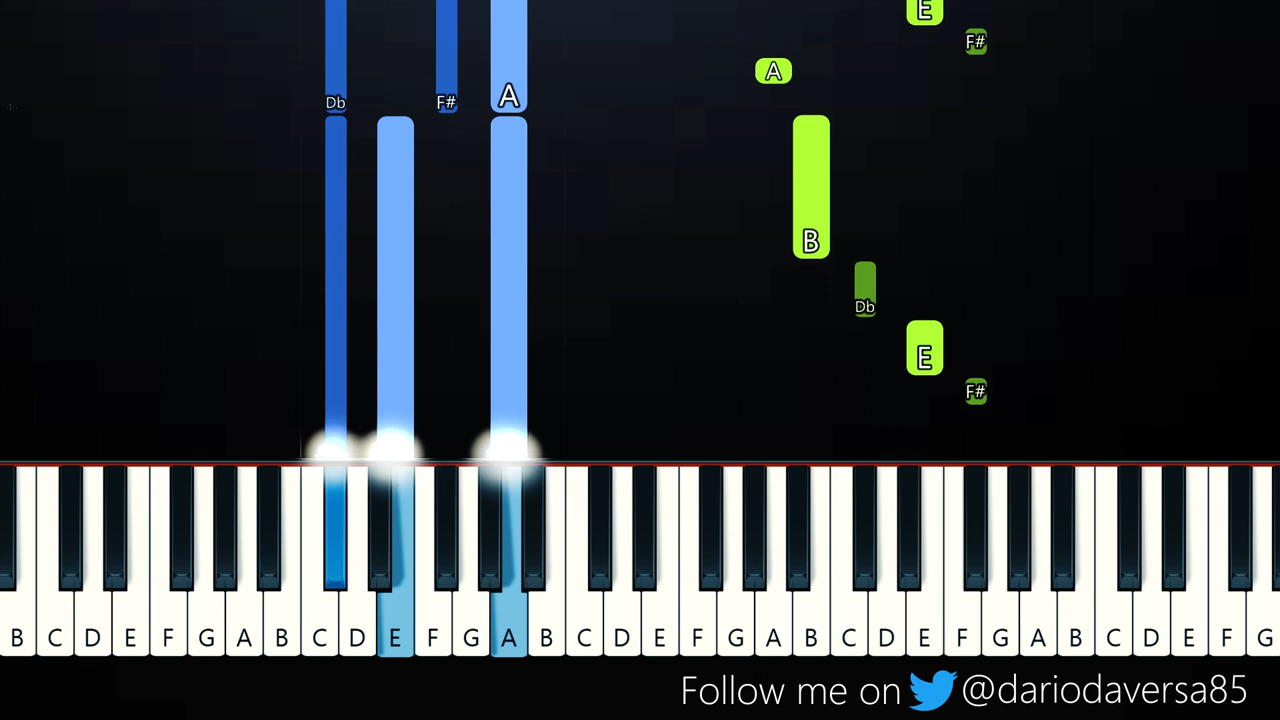 E
F#
A
Db F# A
B
Db
E
F#
B C D E F G A B C D E F G A B C D E F G A B C D E F G A B C D E F G
Follow me on @dariodaversa85